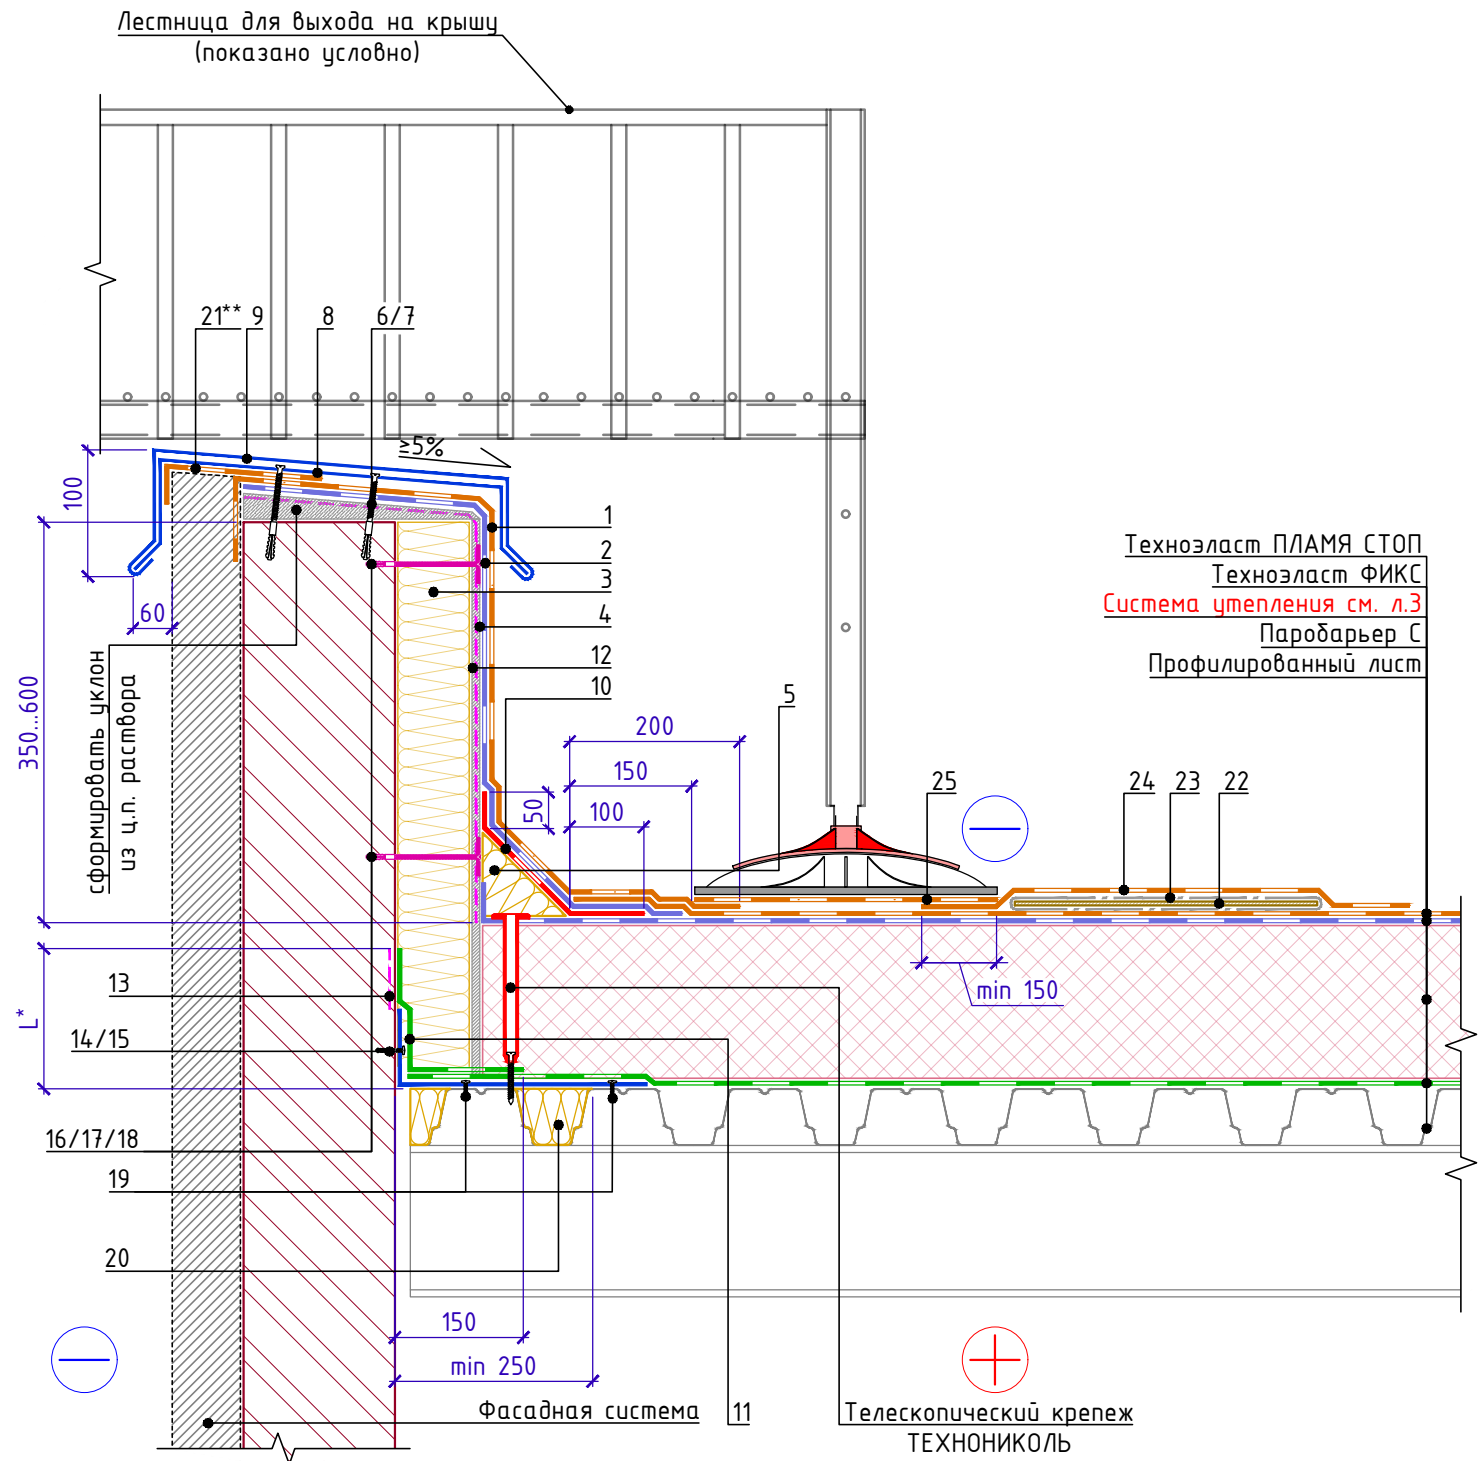 Лестница для выхода на крышу
(показано условно)
21** 9
8
6/7
≥5%
100
60
350...600
сформировать уклон
из ц.п. раствора
1
2
3
4
12
10
5
200
150
100
50
25
24
23
22
Техноэласт ПЛАМЯ СТОП
Техноэласт ФИКС
Система утепления см. л.3
Паробарьер С
Профилированный лист
min 150
L*
13
14/15
16/17/18
19
20
150
min 250
Фасадная система
11
Телескопический крепеж
ТЕХНОНИКОЛЬ